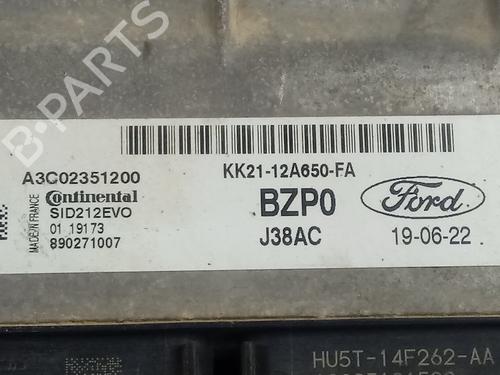 B-PARTS
A3C02351200
Continental
SID212EVO
01 19173
890271007
MADE IN FRANCE
KK21-12A650-FA
BZP0
J38AC
Ford
19-06-22
HU5T-14F262-AA